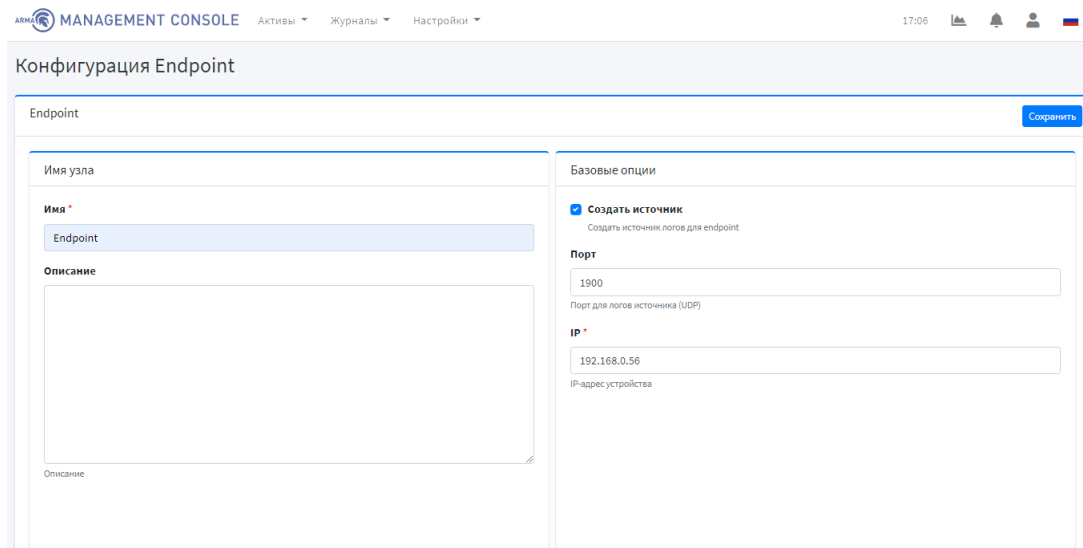 ARMA MANAGEMENT CONSOLE Активы Журналы Настройки 17:06
Конфигурация Endpoint
Endpoint Сохранить
Имя узла
Имя *
Endpoint
Описание
Описание
Базовые опции
Создать источник
Создать источник логов для endpoint
Порт
1900
Порт для логов источника (UDP)
IP *
192.168.0.56
IP-адрес устройства